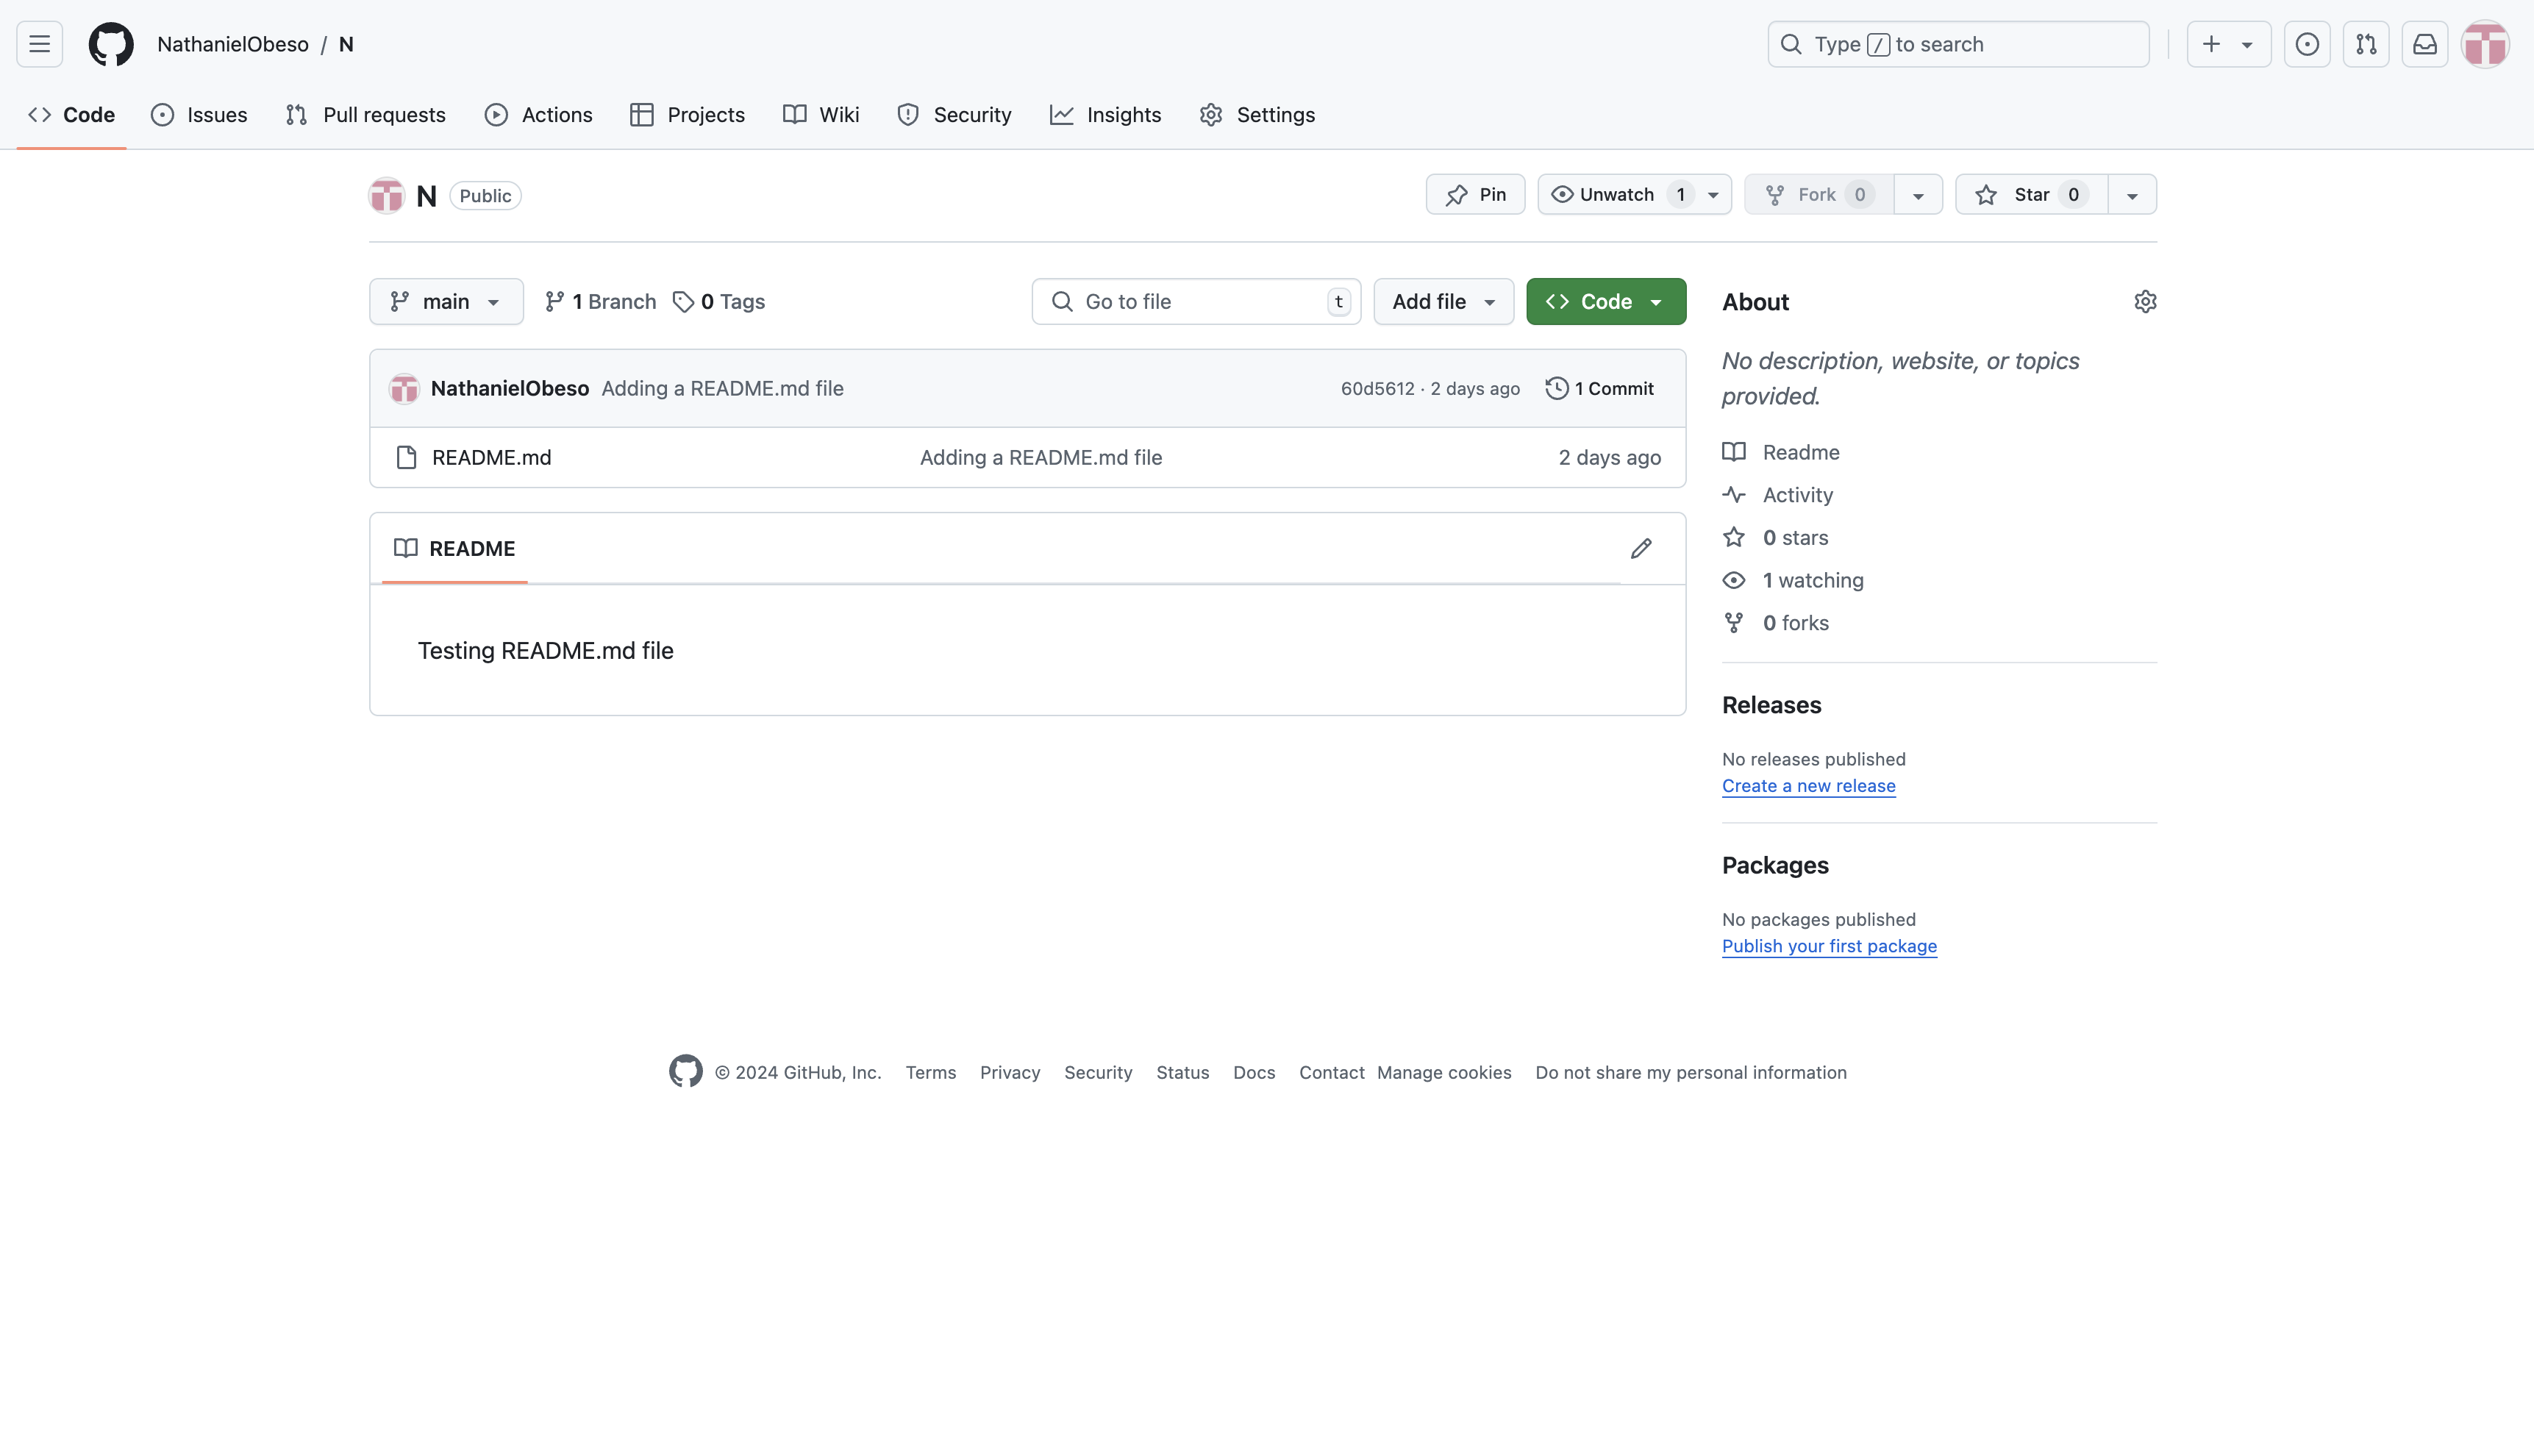 NathanielObeso / N
Type / to search
Code Issues Pull requests Actions Projects Wiki Security Insights Settings
N Public
Pin Unwatch 1 Fork 0 Star 0
main 1 Branch 0 Tags Go to file t Add file Code
NathanielObeso Adding a README.md file 60d5612 · 2 days ago 1 Commit
README.md Adding a README.md file 2 days ago
README
Testing README.md file
About
No description, website, or topics
provided.
Readme
Activity
0 stars
1 watching
0 forks
Releases
No releases published
Create a new release
Packages
No packages published
Publish your first package
© 2024 GitHub, Inc. Terms Privacy Security Status Docs Contact Manage cookies Do not share my personal information